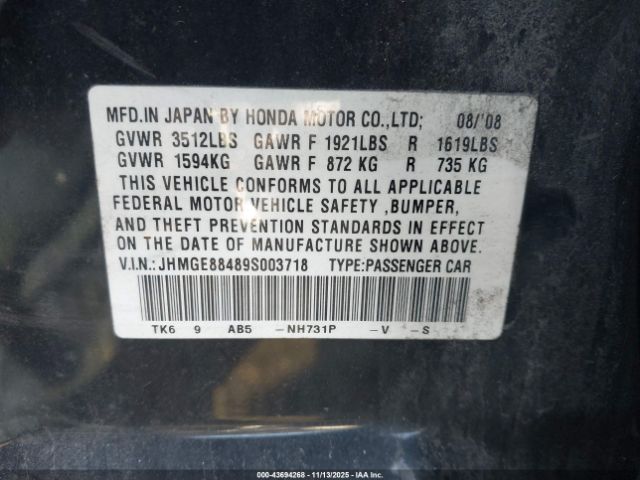 MFD.IN JAPAN BY HONDA MOTOR CO.,LTD; 08/'08
GVWR 3512LBS GAWR F 1921LBS R 1619LBS
GVWR 1594KG GAWR F 872 KG R 735 KG
THIS VEHICLE CONFORMS TO ALL APPLICABLE
FEDERAL MOTOR VEHICLE SAFETY ,BUMPER,
AND THEFT PREVENTION STANDARDS IN EFFECT
ON THE DATE OF MANUFACTURE SHOWN ABOVE.
V.I.N.:JHMGE88489S003718 TYPE:PASSENGER CAR
TK6 9 AB5 -NH731P -V -S
000-43694268 - 11/13/2025 - IAA Inc.